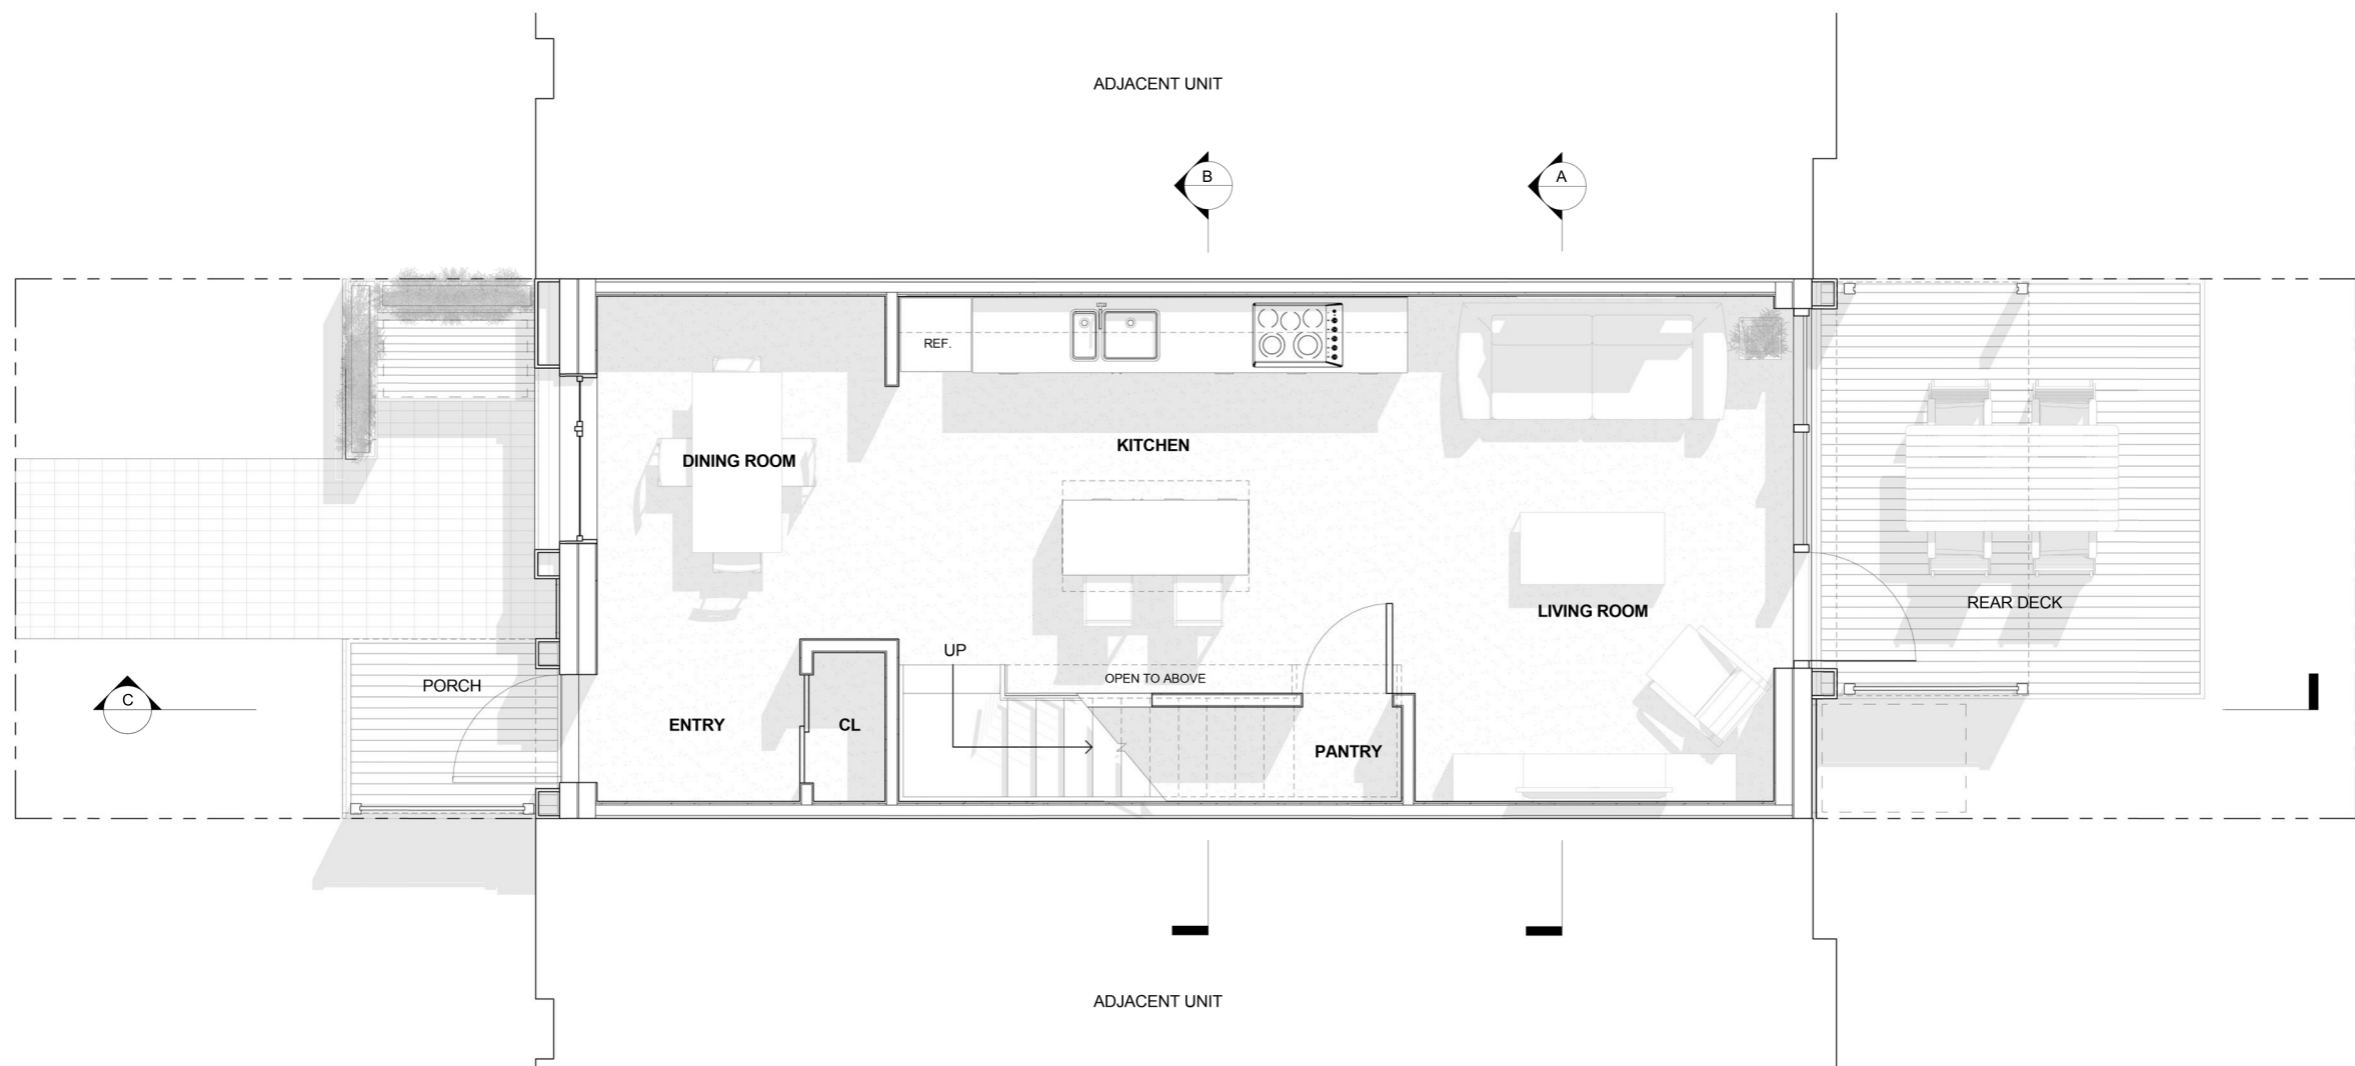 ADJACENT UNIT
B
A
REF.
KITCHEN
DINING ROOM
LIVING ROOM
REAR DECK
UP
OPEN TO ABOVE
PORCH
C
ENTRY
CL
PANTRY
ADJACENT UNIT